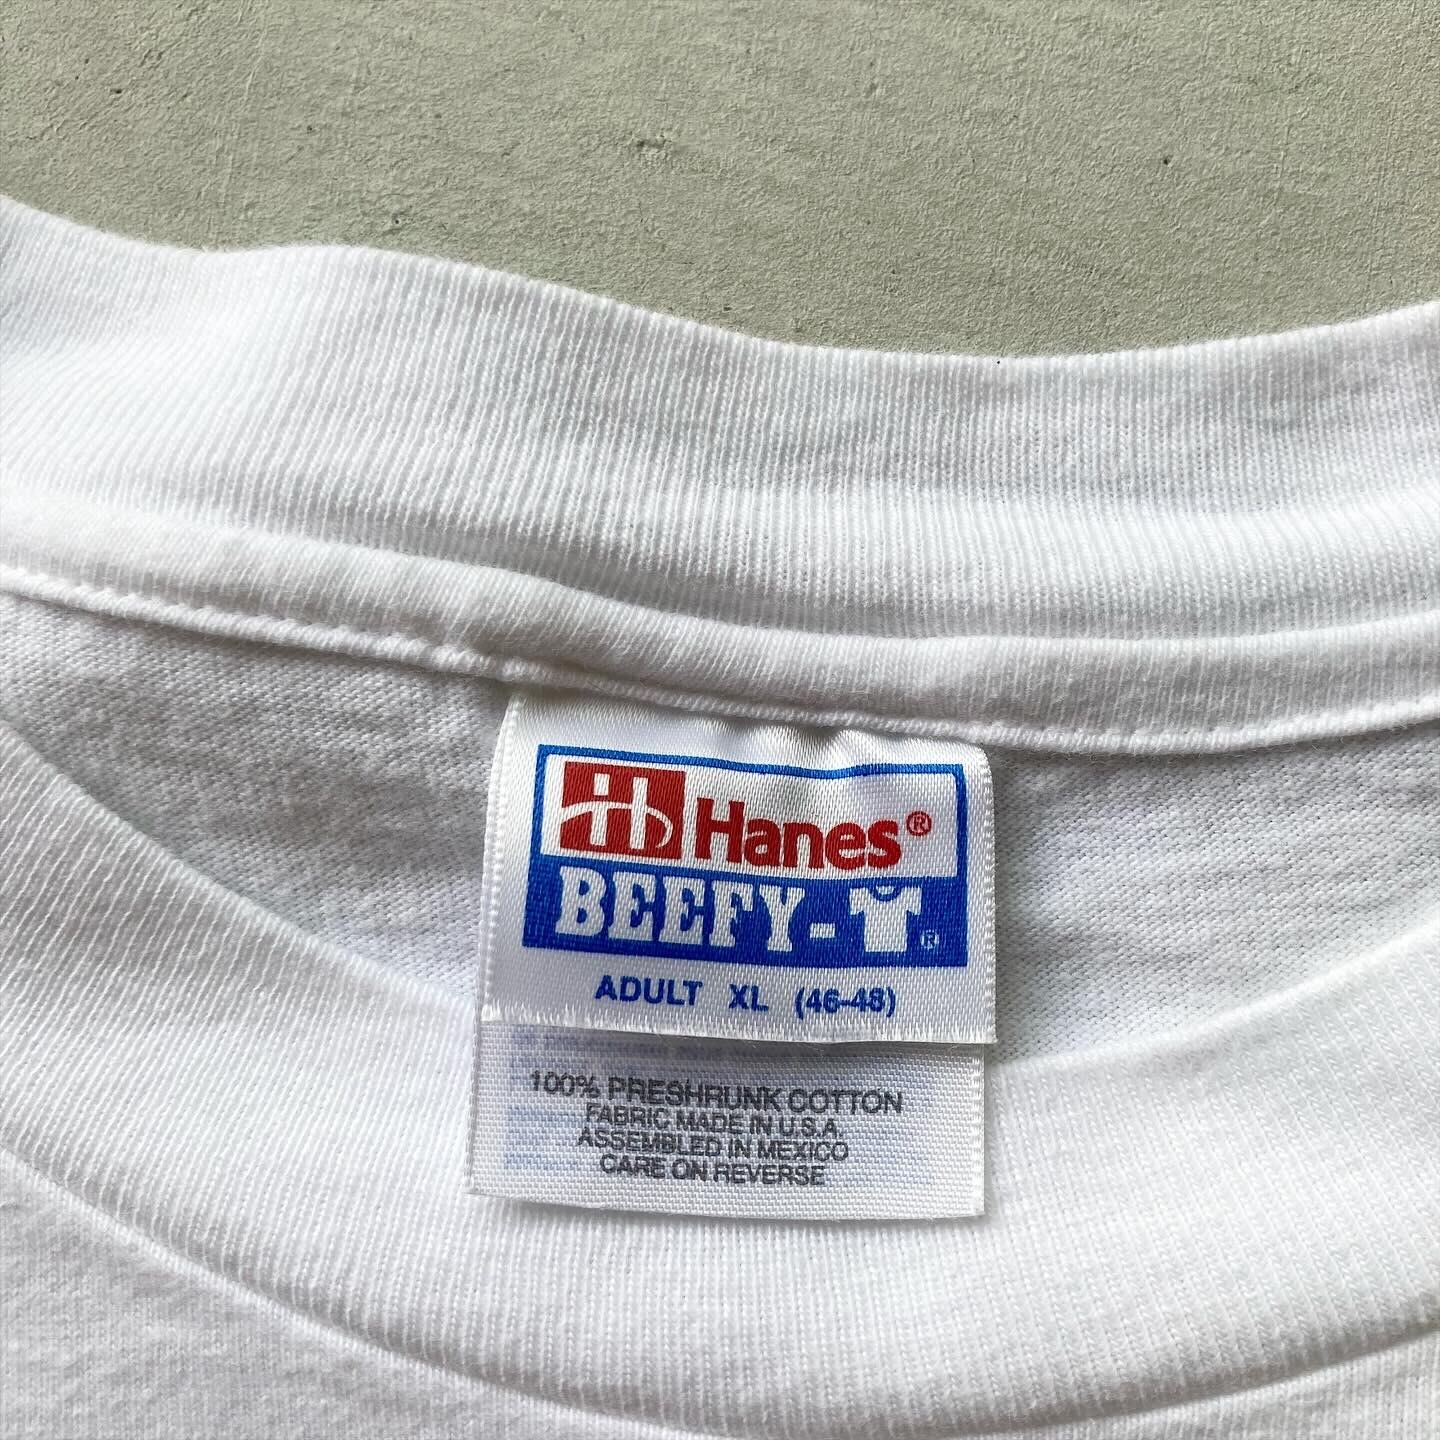 Hanes®
BEEFY-T®
ADULT XL (46-48)
100% PRESHRUNK COTTON
FABRIC MADE IN U.S.A.
ASSEMBLED IN MEXICO
CARE ON REVERSE